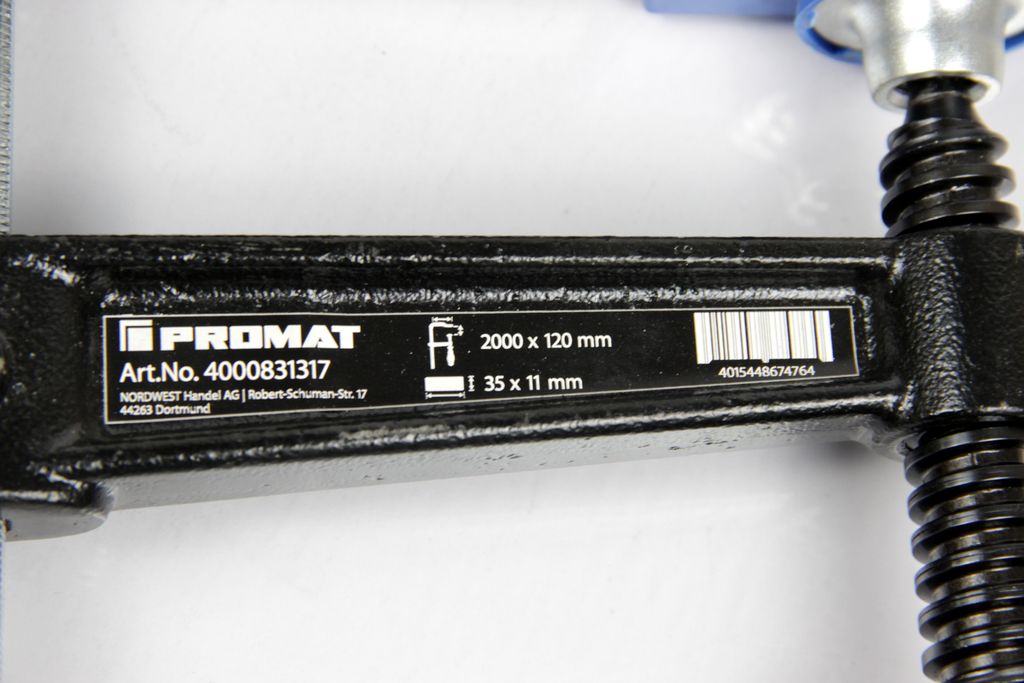 PROMAT
Art.No. 4000831317
NORDWEST Handel AG | Robert-Schuman-Str. 17
44263 Dortmund
2000 x 120 mm
35 x 11 mm
4015448674764